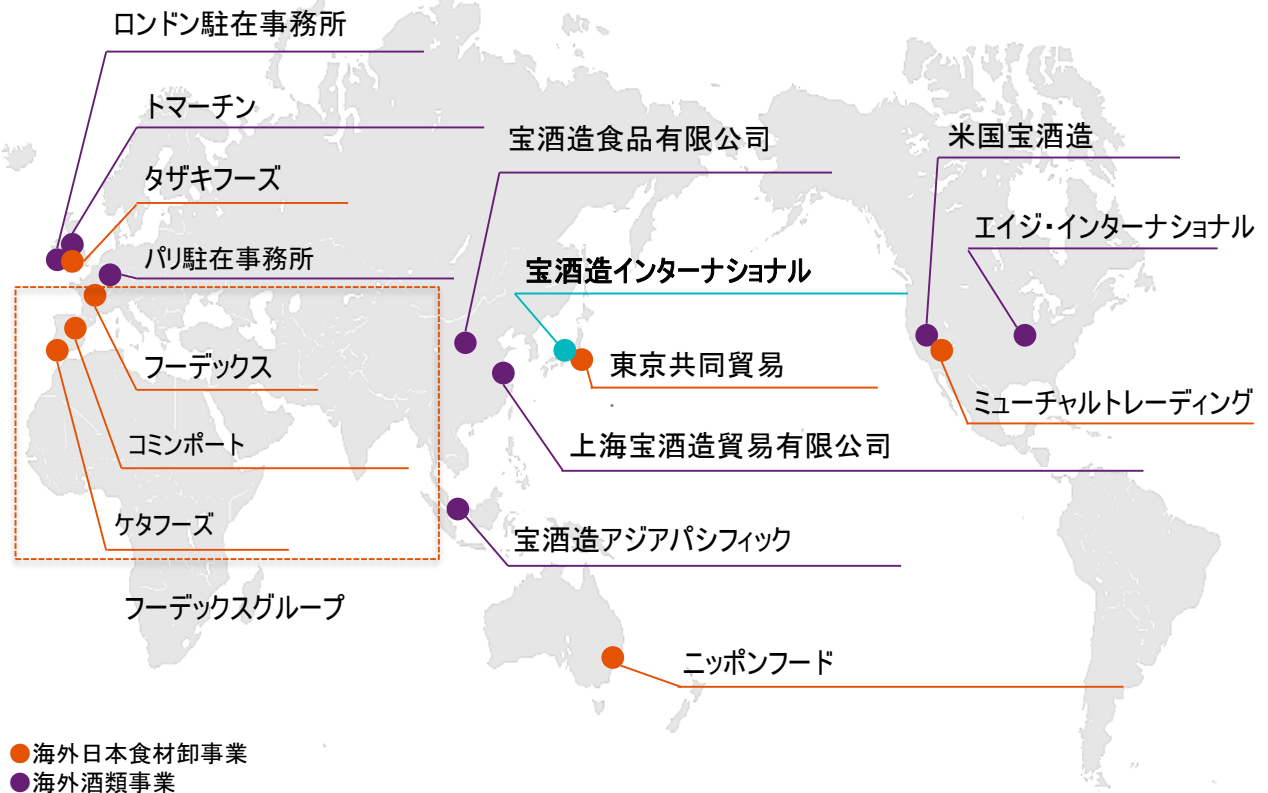 ロンドン駐在事務所
トマーチン
宝酒造食品有限公司
米国宝酒造
タザキフーズ
エイジ・インターナショナル
パリ駐在事務所
宝酒造インターナショナル
フーデックス
東京共同貿易
ミューチャルトレーディング
コミンポート
上海宝酒造貿易有限公司
ケタフーズ
宝酒造アジアパシフィック
フーデックスグループ
ニッポンフード
●海外日本食材卸事業
●海外酒類事業